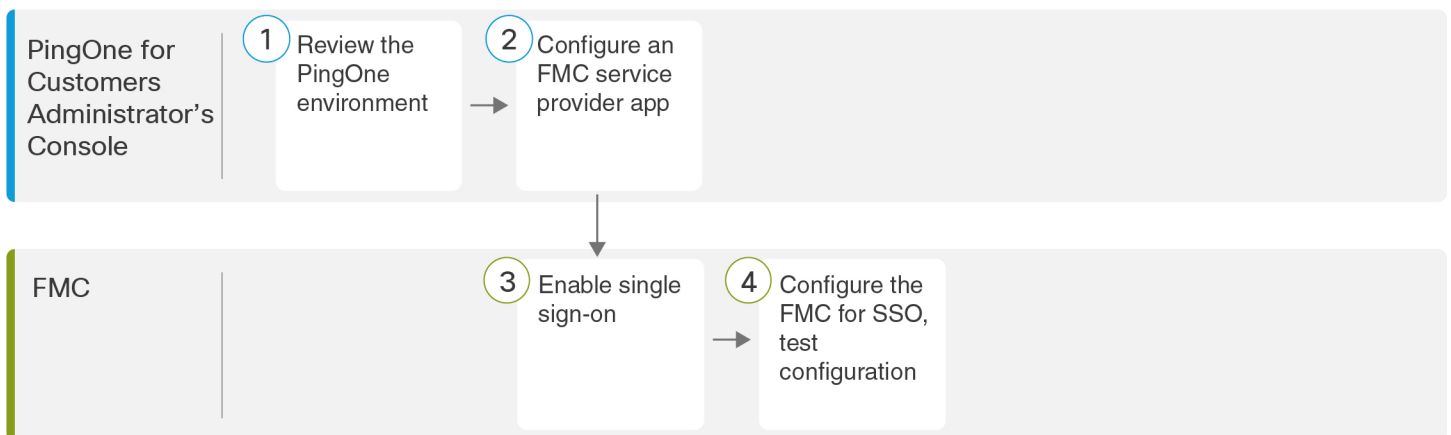 PingOne for
Customers
Administrator's
Console
1
Review the
PingOne
environment
2
Configure an
FMC service
provider app
FMC
3
Enable single
sign-on
4
Configure the
FMC for SSO,
test
configuration